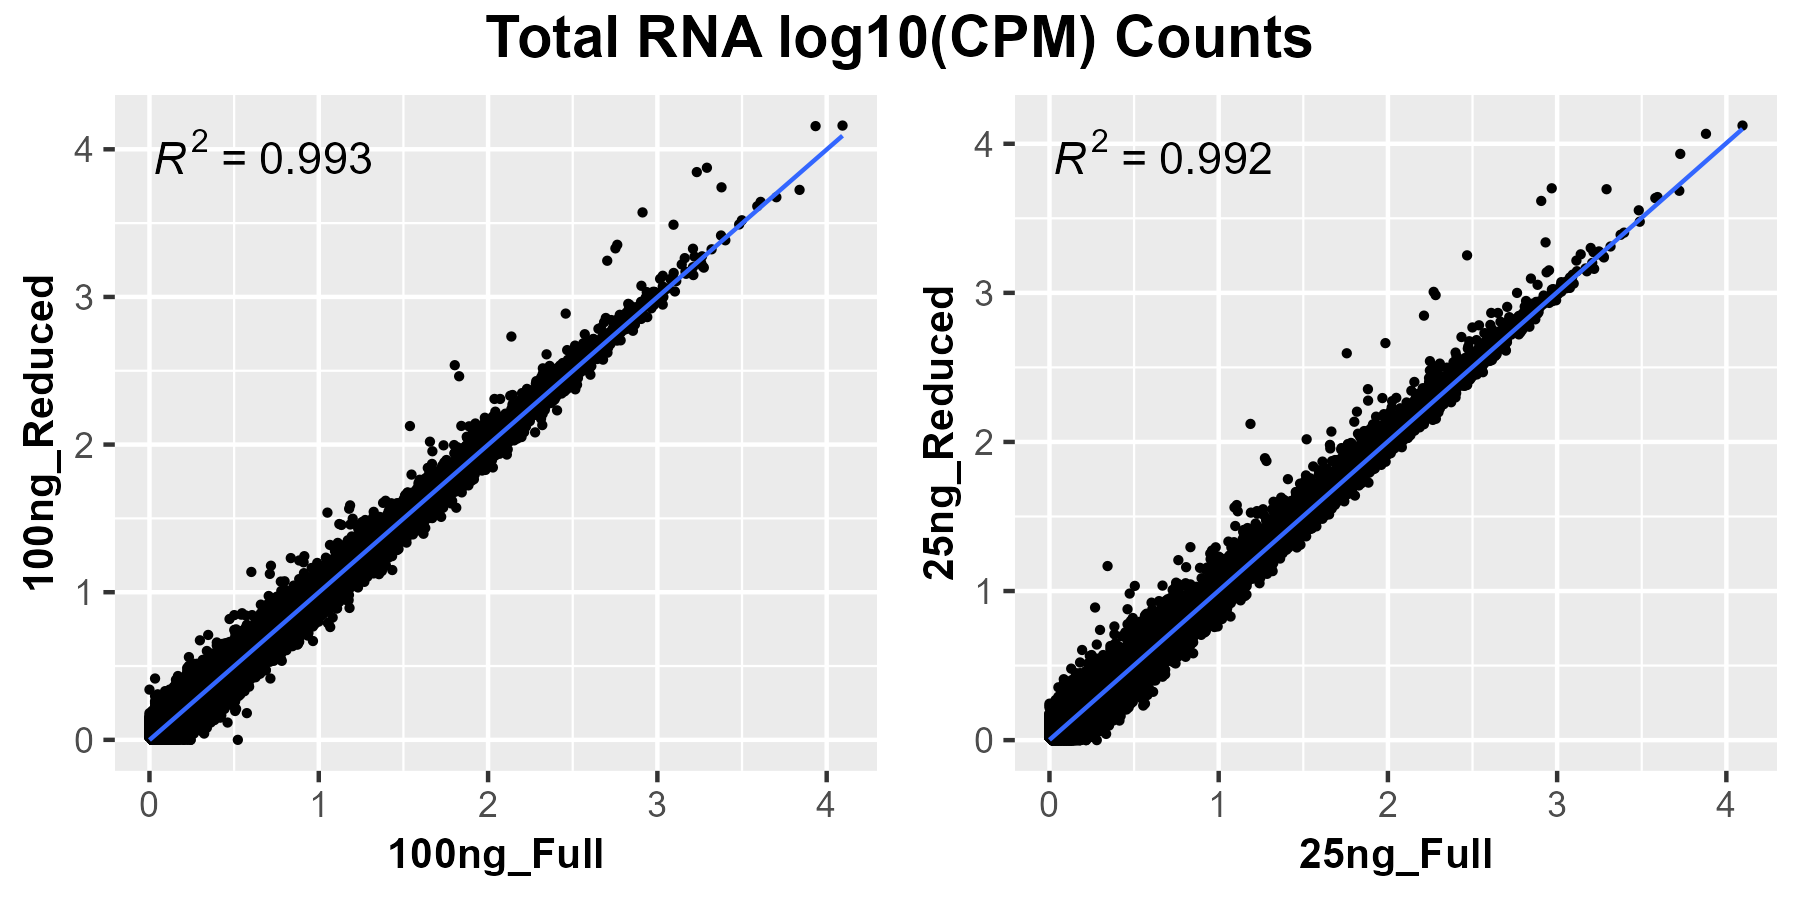 Total RNA log10(CPM) Counts
R² = 0.993
4
3
2
1
0
100ng_Reduced
0 1 2 3 4
100ng_Full
R² = 0.992
4
3
2
1
0
25ng_Reduced
0 1 2 3 4
25ng_Full